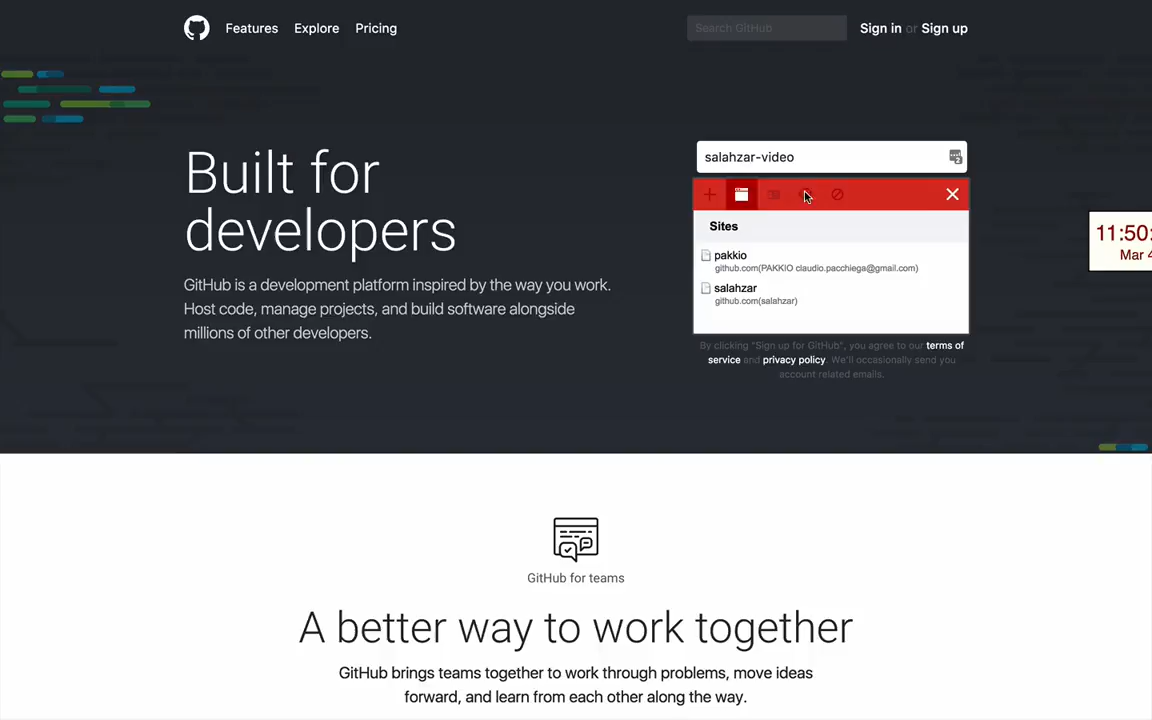 Features Explore Pricing
Search GitHub
Sign in or Sign up
Built for
developers
GitHub is a development platform inspired by the way you work.
Host code, manage projects, and build software alongside
millions of other developers.
salahzar-video
2
Sites
pakkio
github.com(PAKKIO claudio.pacchiega@gmail.com)
salahzar
github.com(salahzar)
By clicking "Sign up for GitHub", you agree to our terms of
service and privacy policy. We'll occasionally send you
account related emails.
11:50:
Mar 4
GitHub for teams
A better way to work together
GitHub brings teams together to work through problems, move ideas
forward, and learn from each other along the way.